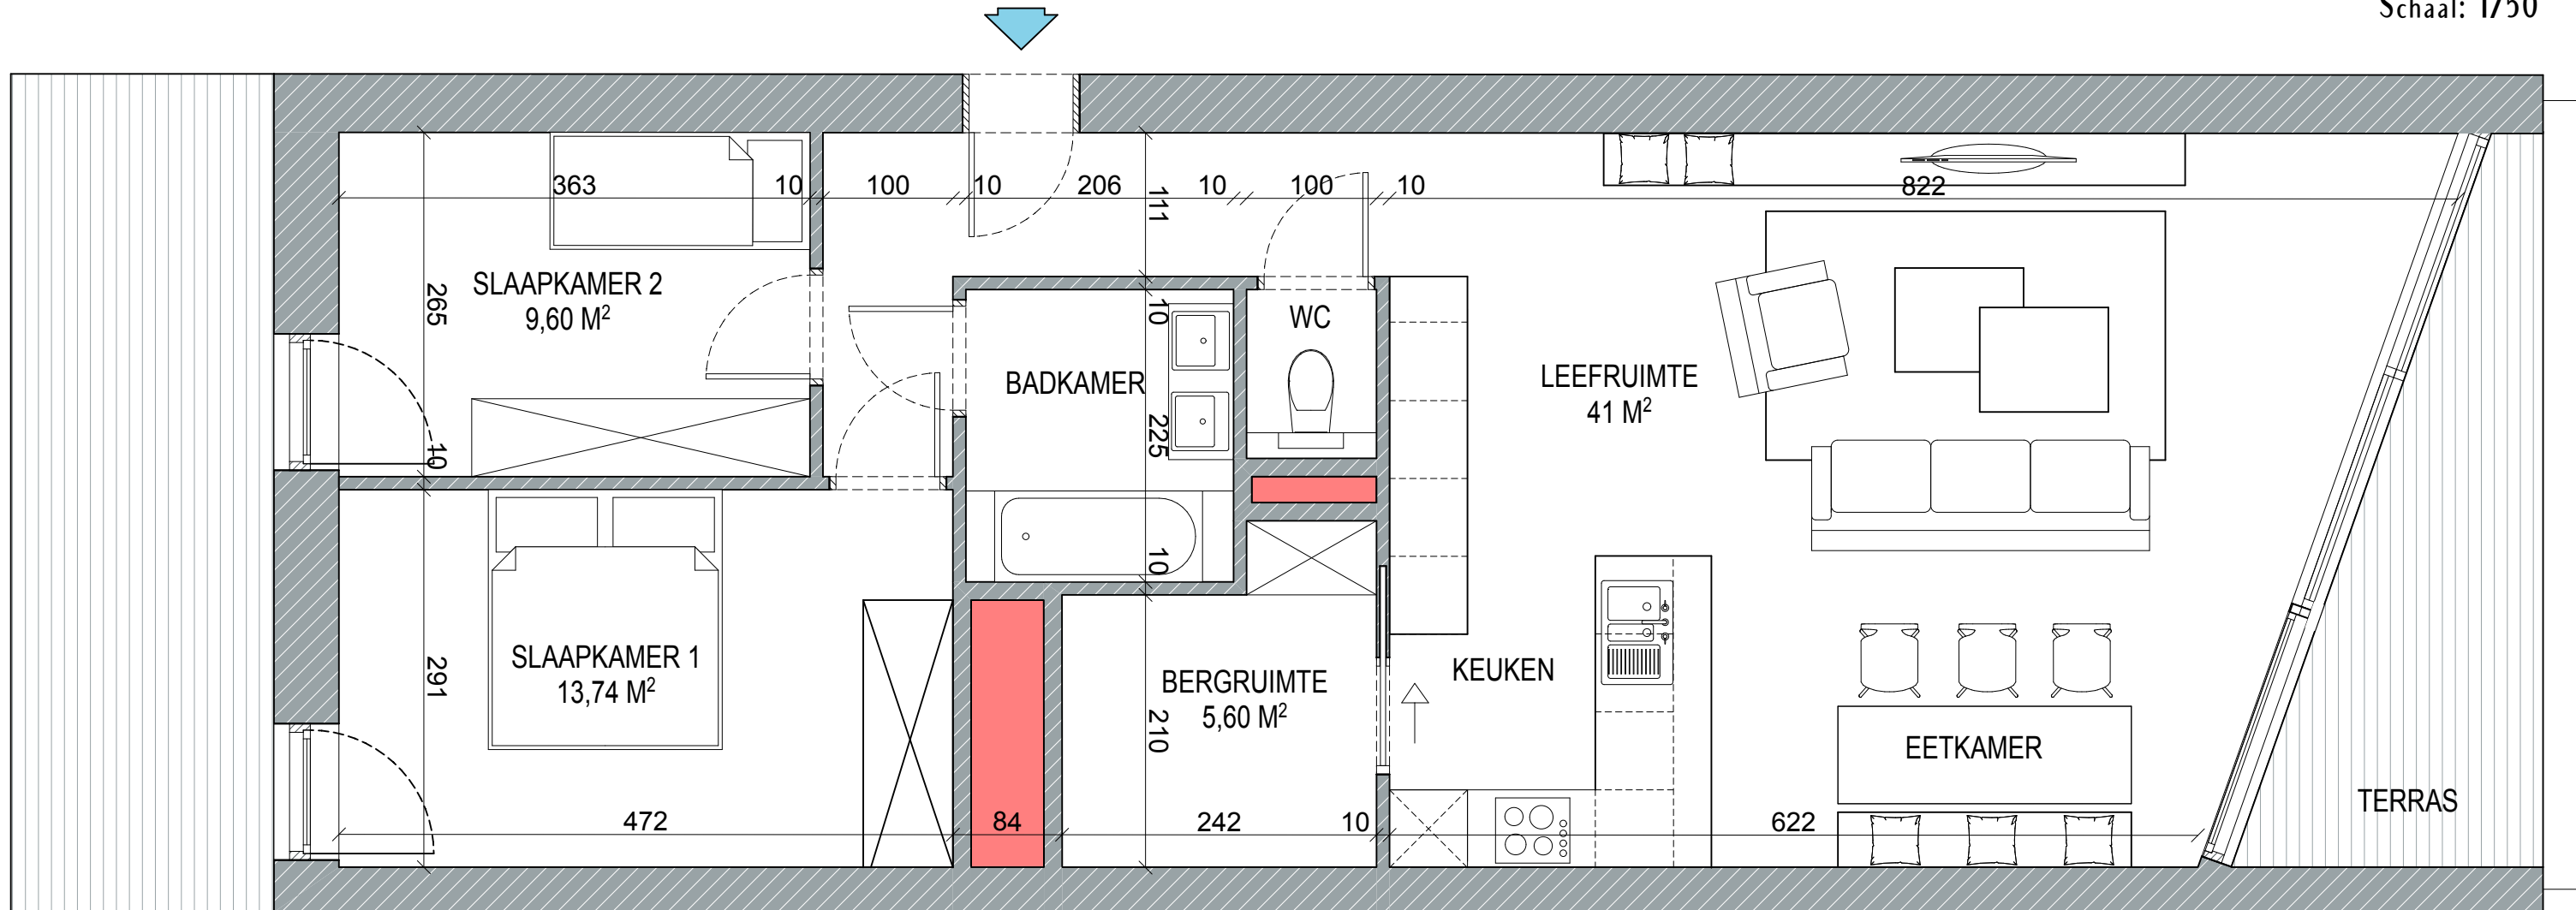 Schaal: 1/50
363
10
100
10
206
10
100
10
822
111
SLAAPKAMER 2
9,60 M²
265
10
BADKAMER
10
225
10
WC
LEEFRUIMTE
41 M²
SLAAPKAMER 1
13,74 M²
291
BERGRUIMTE
5,60 M²
210
KEUKEN
EETKAMER
TERRAS
472
84
242
10
622